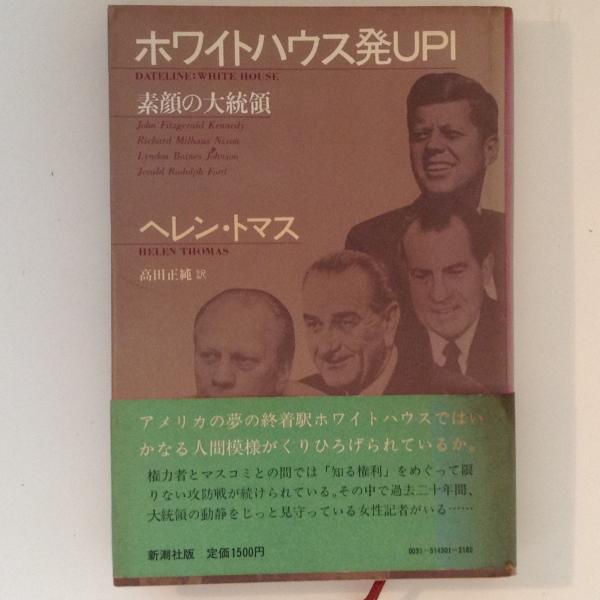 ホワイトハウス発UPI
DATELINE: WHITE HOUSE
素顔の大統領
John Fitzgerald Kennedy
Richard Milhaus Nixon
Lyndon Baines Johnson
Jerald Rudolph Ford
ヘレン・トマス
HELEN THOMAS
高田正純 訳
アメリカの夢の終着駅ホワイトハウスではい
かなる人間模様がくりひろげられているか。
権力者とマスコミとの間では「知る権利」をめぐって限
りない攻防戦が続けられている。その中で過去二十年間、
大統領の動静をじっと見守っている女性記者がいる……
新潮社版 定価1500円
0031-514301-3162